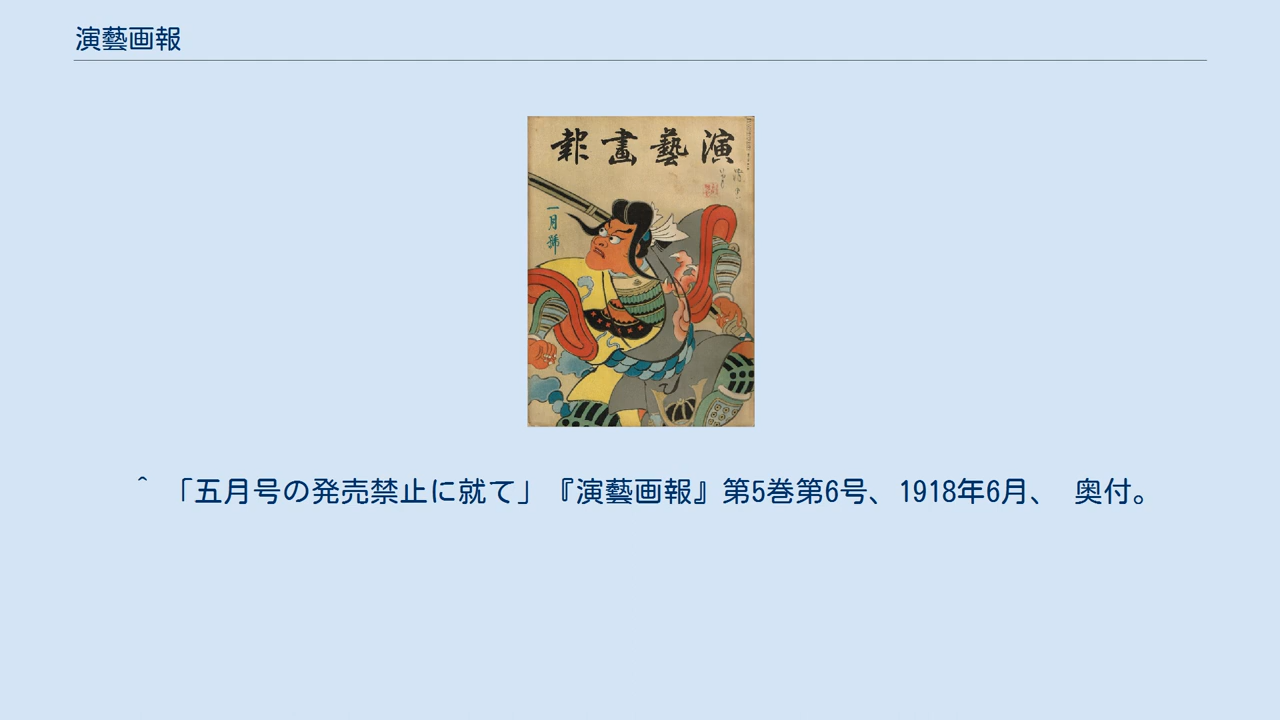 演藝画報
演藝畫報
一月號
^ 「五月号の発売禁止に就て」『演藝画報』第5巻第6号、1918年6月、 奥付。